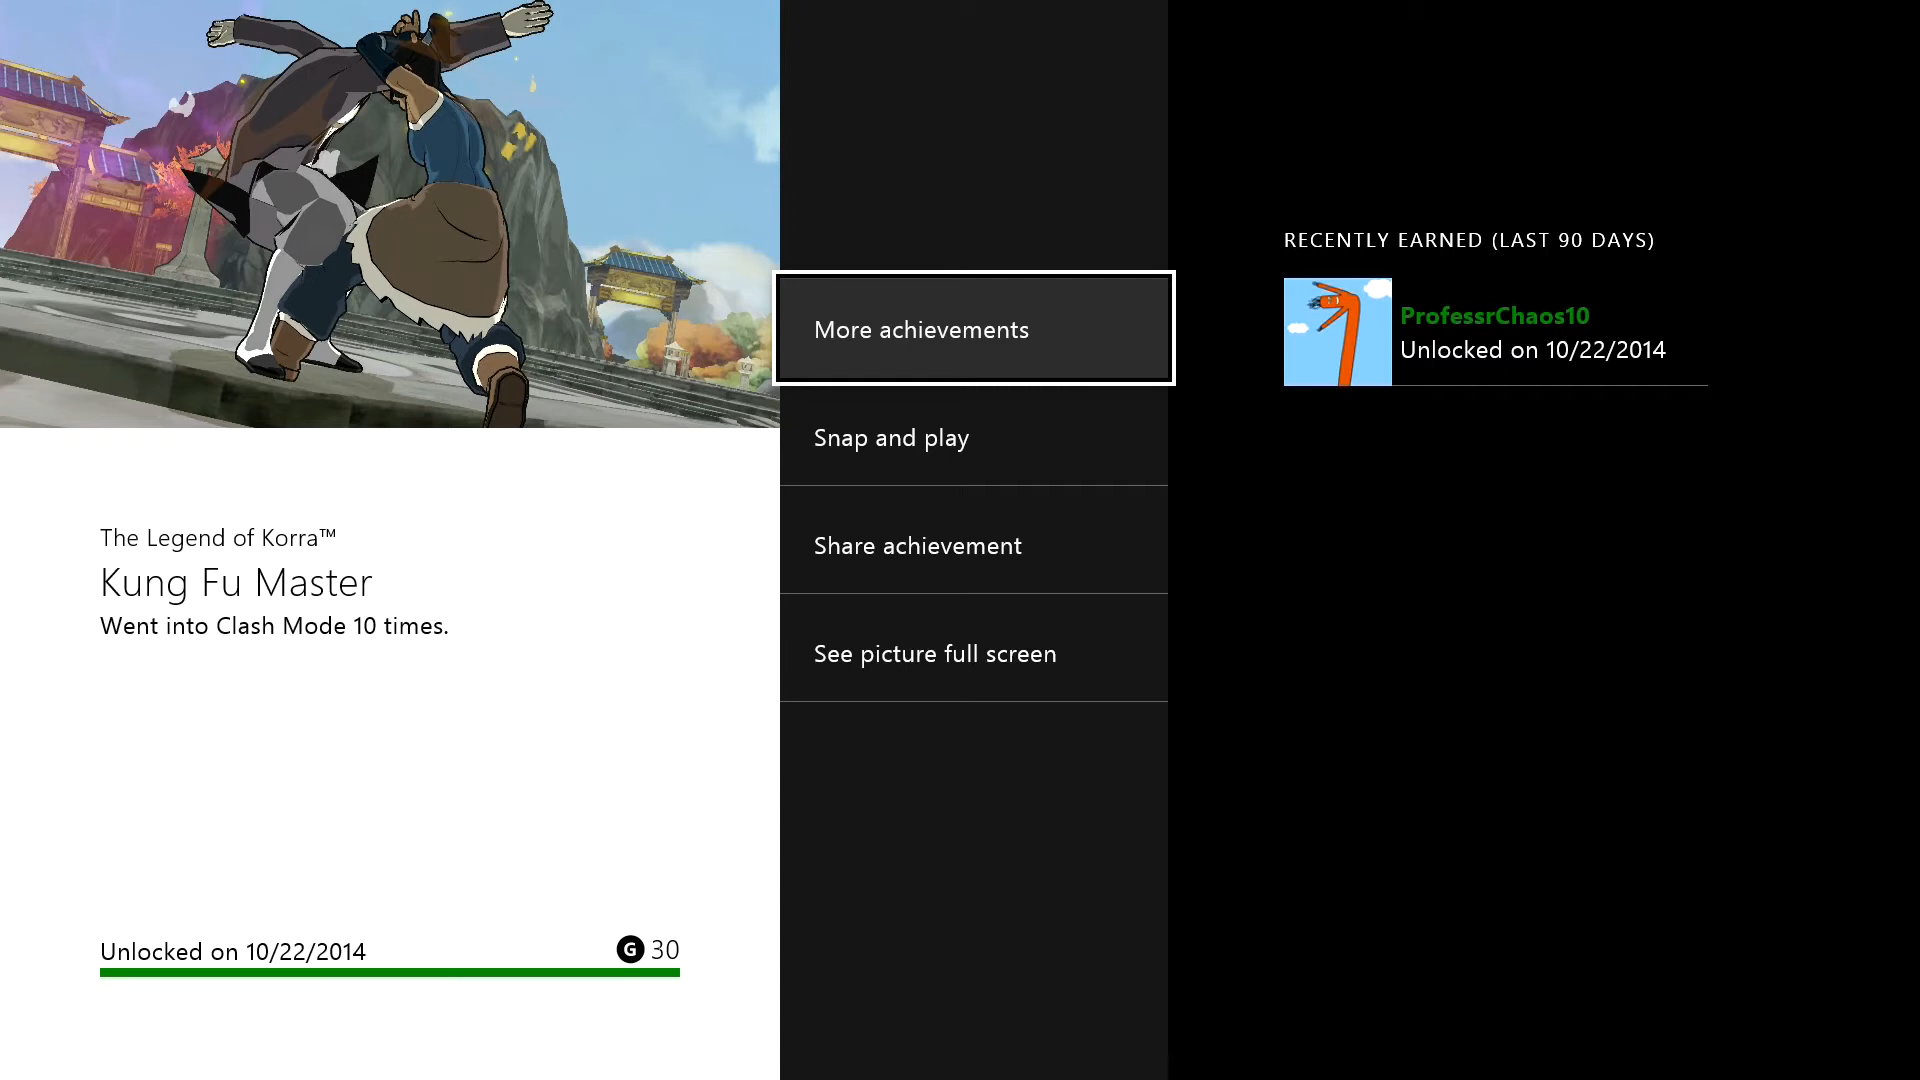 The Legend of Korra™
Kung Fu Master
Went into Clash Mode 10 times.
Unlocked on 10/22/2014
G 30
More achievements
Snap and play
Share achievement
See picture full screen
RECENTLY EARNED (LAST 90 DAYS)
ProfessrChaos10
Unlocked on 10/22/2014